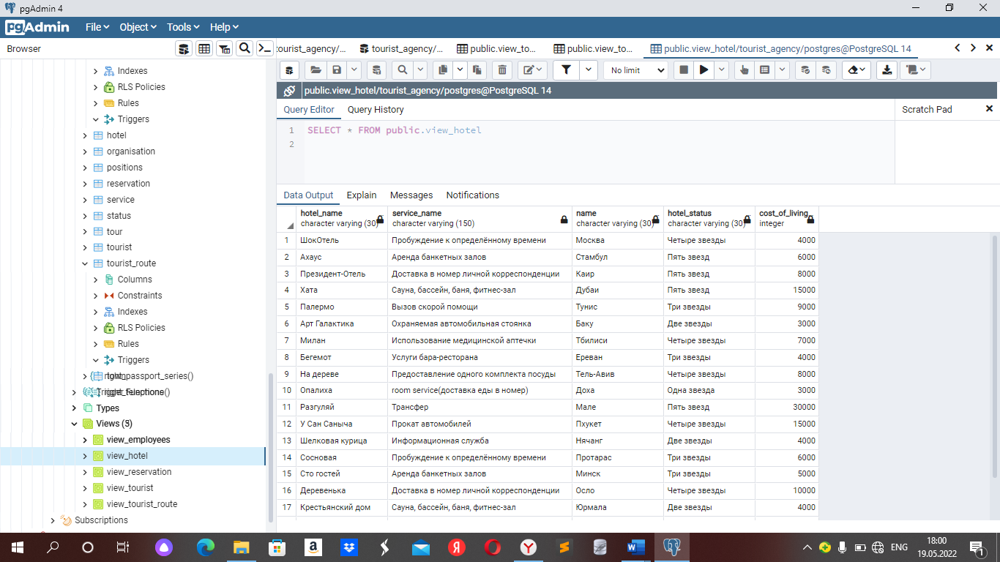 pgAdmin 4
pgAdmin File Object Tools Help
Browser
tourist_agency/... tourist_agency/... public.view_to... public.view_to... public.view_hotel/tourist_agency/postgres@PostgreSQL 14
No limit
public.view_hotel/tourist_agency/postgres@PostgreSQL 14
Query Editor Query History
Scratch Pad
1 SELECT * FROM public.view_hotel
2
Indexes
RLS Policies
Rules
Triggers
hotel
organisation
positions
reservation
service
status
tour
tourist
tourist_route
Columns
Constraints
Indexes
RLS Policies
Rules
Triggers
Types
view_employees
view_hotel
view_reservation
view_tourist
view_tourist_route
Subscriptions
Data Output Explain Messages Notifications
hotel_name service_name name hotel_status cost_of_living
character varying (30) character varying (150) character varying (30) character varying (30) integer
1 ШокОтель Пробуждение к определённому времени Москва Четыре звезды 4000
2 Ахаус Аренда банкетных залов Стамбул Пять звезд 6000
3 Президент-Отель Доставка в номер личной корреспонденции Каир Пять звезд 8000
4 Хата Сауна, бассейн, баня, фитнес-зал Дубаи Пять звезд 15000
5 Палермо Вызов скорой помощи Тунис Три звезды 9000
6 Арт Галактика Охраняемая автомобильная стоянка Баку Две звезды 3000
7 Милан Использование медицинской аптечки Тбилиси Четыре звезды 7000
8 Бегемот Услуги бара-ресторана Ереван Три звезды 4000
9 На дереве Предоставление одного комплекта посуды Тель-Авив Четыре звезды 8000
10 Опалиха room service(доставка еды в номер) Доха Одна звезда 3000
11 Разгуляй Трансфер Мале Пять звезд 30000
12 У Сан Саныча Прокат автомобилей Пхукет Четыре звезды 15000
13 Шелковая курица Информационная служба Нячанг Две звезды 4000
14 Сосновая Пробуждение к определённому времени Протарас Три звезды 6000
15 Сто гостей Аренда банкетных залов Минск Три звезды 5000
16 Деревенька Доставка в номер личной корреспонденции Осло Четыре звезды 10000
17 Крестьянский дом Сауна, бассейн, баня, фитнес-зал Юрмала Две звезды 4000
ENG
18:00
19.05.2022